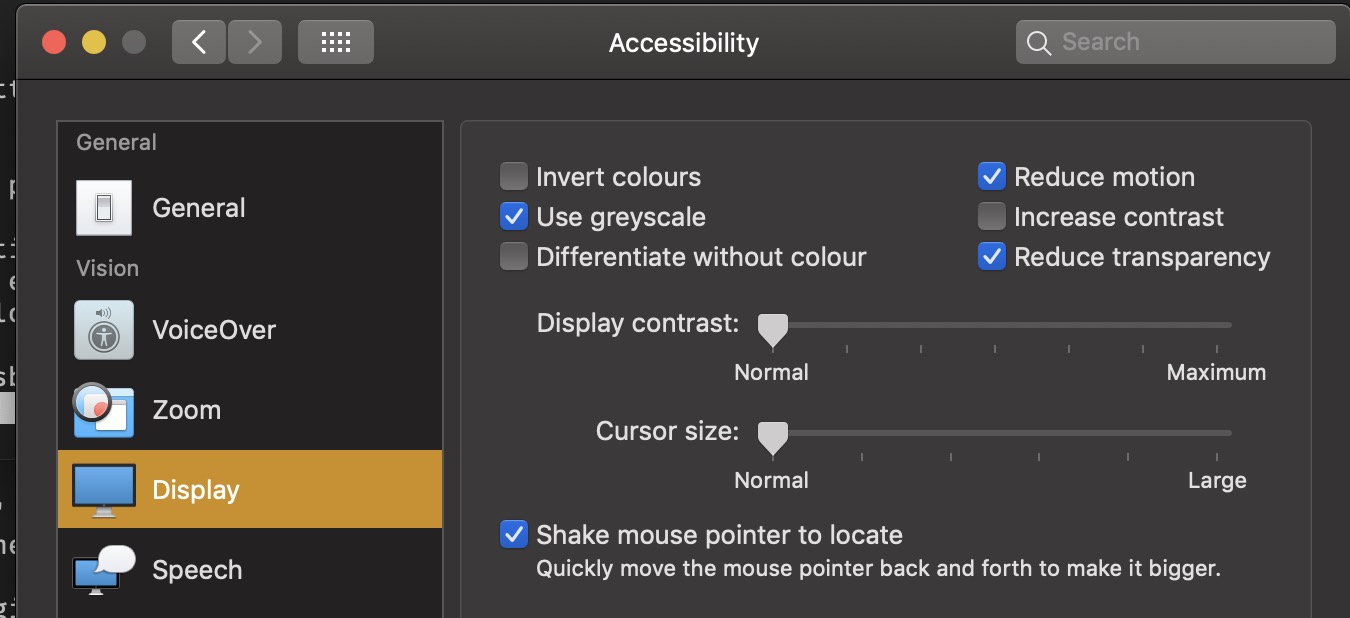 Accessibility
Search
General
General
Vision
VoiceOver
Zoom
Display
Speech
Invert colours
Use greyscale
Differentiate without colour
Reduce motion
Increase contrast
Reduce transparency
Display contrast:
Normal
Maximum
Cursor size:
Normal
Large
Shake mouse pointer to locate
Quickly move the mouse pointer back and forth to make it bigger.